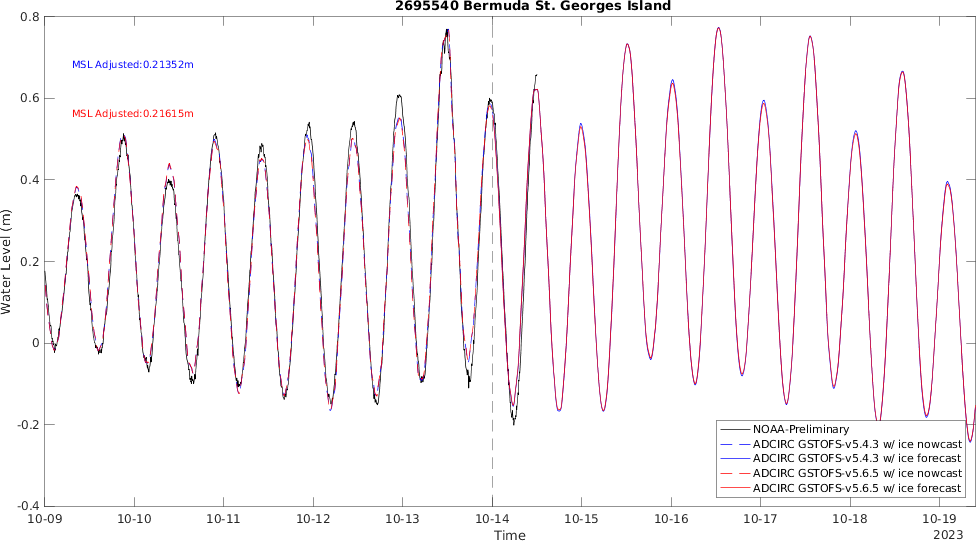 2695540 Bermuda St. Georges Island
MSL Adjusted:0.21352m
MSL Adjusted:0.21615m
Water Level (m)
0.8
0.6
0.4
0.2
0
-0.2
-0.4
NOAA-Preliminary
ADCIRC GSTOFS-v5.4.3 w/ ice nowcast
ADCIRC GSTOFS-v5.4.3 w/ ice forecast
ADCIRC GSTOFS-v5.6.5 w/ ice nowcast
ADCIRC GSTOFS-v5.6.5 w/ ice forecast
10-09 10-10 10-11 10-12 10-13 10-14 10-15 10-16 10-17 10-18 10-19
2023
Time